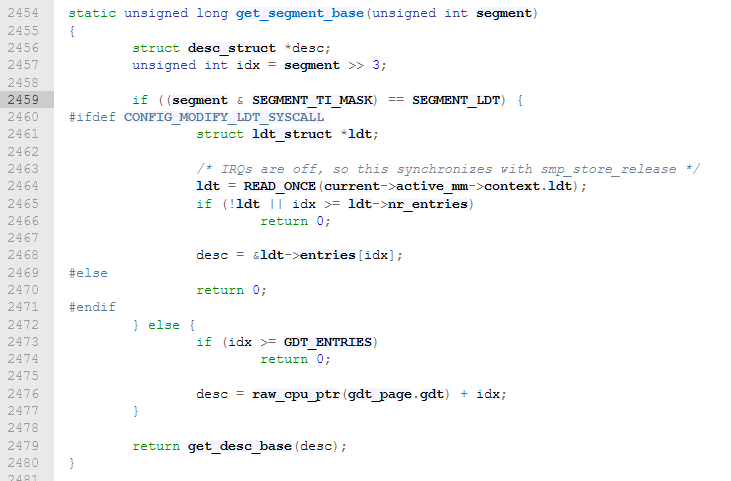 2454 static unsigned long get_segment_base(unsigned int segment)
2455 {
2456         struct desc_struct *desc;
2457         unsigned int idx = segment >> 3;
2458
2459         if ((segment & SEGMENT_TI_MASK) == SEGMENT_LDT) {
2460 #ifdef CONFIG_MODIFY_LDT_SYSCALL
2461                 struct ldt_struct *ldt;
2462
2463                 /* IRQs are off, so this synchronizes with smp_store_release */
2464                 ldt = READ_ONCE(current->active_mm->context.ldt);
2465                 if (!ldt || idx >= ldt->nr_entries)
2466                         return 0;
2467
2468                 desc = &ldt->entries[idx];
2469 #else
2470                 return 0;
2471 #endif
2472         } else {
2473                 if (idx >= GDT_ENTRIES)
2474                         return 0;
2475
2476                 desc = raw_cpu_ptr(gdt_page.gdt) + idx;
2477         }
2478
2479         return get_desc_base(desc);
2480 }
2481